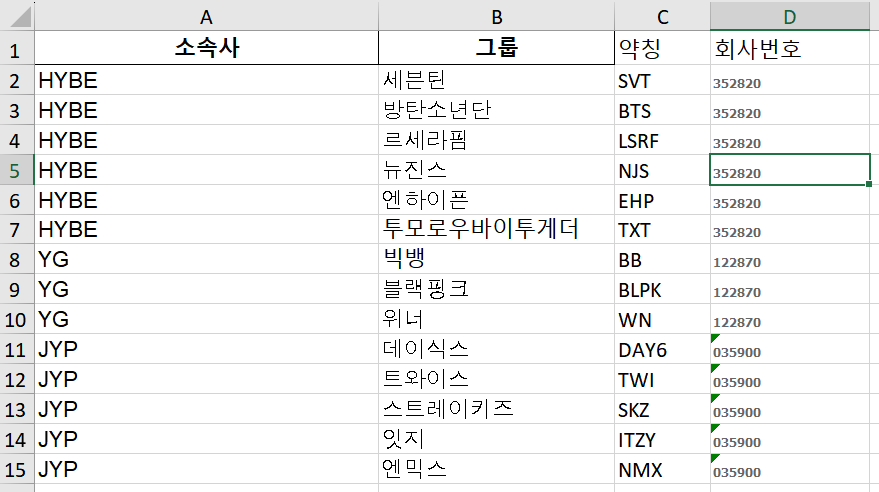 A B C D
1 소속사 그룹 약칭 회사번호
2 HYBE 세븐틴 SVT 352820
3 HYBE 방탄소년단 BTS 352820
4 HYBE 르세라핌 LSRF 352820
5 HYBE 뉴진스 NJS 352820
6 HYBE 엔하이픈 EHP 352820
7 HYBE 투모로우바이투게더 TXT 352820
8 YG 빅뱅 BB 122870
9 YG 블랙핑크 BLPK 122870
10 YG 위너 WN 122870
11 JYP 데이식스 DAY6 035900
12 JYP 트와이스 TWI 035900
13 JYP 스트레이키즈 SKZ 035900
14 JYP 잇지 ITZY 035900
15 JYP 엔믹스 NMX 035900